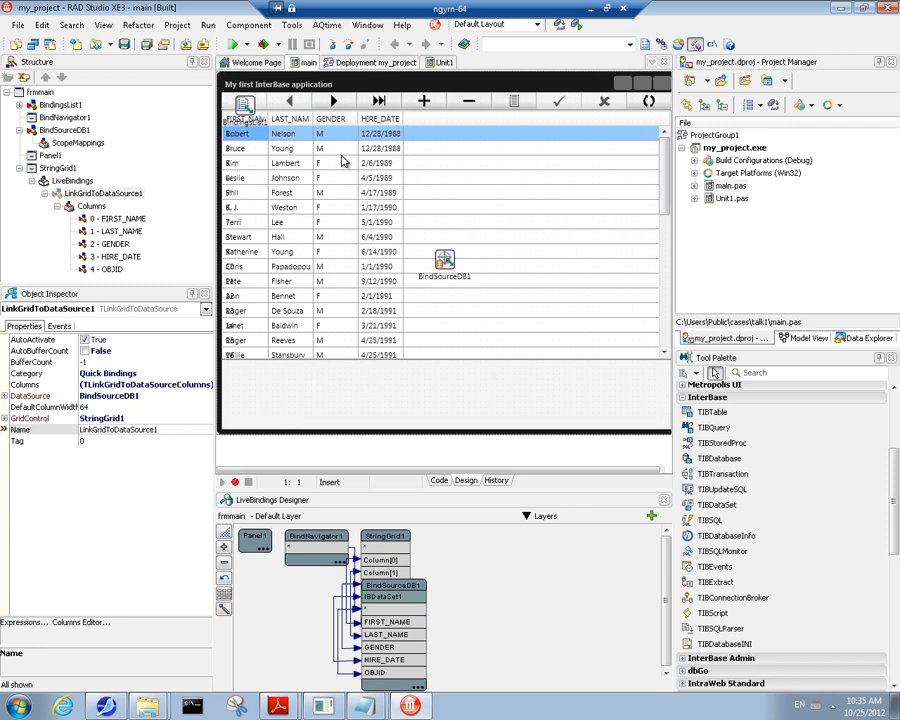 my_project - RAD Studio XE3 - main [Built]
ngyrn-64
File Edit Search View Refactor Project Run Component Tools AQtime Window Help
Default Layout
Structure
frmmain
BindingsList1
BindNavigator1
BindSourceDB1
ScopeMappings
Panel1
StringGrid1
LiveBindings
LinkGridToDataSource1
Columns
0 - FIRST_NAME
1 - LAST_NAME
2 - GENDER
3 - HIRE_DATE
4 - OBJID
Object Inspector
LinkGridToDataSource1 TLinkGridToDataSource
Properties Events
AutoActivate True
AutoBufferCount False
BufferCount -1
Category Quick Bindings
Columns (TLinkGridToDataSourceColumns)
DataSource BindSourceDB1
DefaultColumnWidth 64
GridControl StringGrid1
Name LinkGridToDataSource1
Tag 0
Expressions... Columns Editor...
Name
All shown
Welcome Page main Deployment my_project Unit1
My first InterBase application
LAST_NAM GENDER HIRE_DATE
Robert Nelson M 12/28/1988
Bruce Young M 12/28/1988
Kim Lambert F 2/6/1989
Leslie Johnson F 4/5/1989
Phil Forest M 4/17/1989
K. J. Weston F 1/17/1990
Terri Lee F 5/1/1990
Stewart Hall M 6/4/1990
Katherine Young F 6/14/1990
Chris Papadopou M 1/1/1990
Pete Fisher M 9/12/1990
Ann Bennet F 2/1/1991
Roger De Souza M 2/18/1991
Janet Baldwin F 3/21/1991
Roger Reeves M 4/25/1991
Willie Stansbury M 4/25/1991
BindSourceDB1
1: 1 Insert
Code Design History
LiveBindings Designer
frmmain - Default Layer
Layers
Panel1
BindNavigator1
*
StringGrid1
*
Column[0]
Column[1]
BindSourceDB1
IBDataSet1
*
FIRST_NAME
LAST_NAME
GENDER
HIRE_DATE
OBJID
my_project.dproj - Project Manager
File
ProjectGroup1
my_project.exe
Build Configurations (Debug)
Target Platforms (Win32)
main.pas
Unit1.pas
C:\Users\Public\cases\talk1\main.pas
my_project.dproj - ... Model View Data Explorer
Tool Palette
Search
Metropolis UI
InterBase
TIBTable
TIBQuery
TIBStoredProc
TIBDatabase
TIBTransaction
TIBUpdateSQL
TIBDataSet
TIBSQL
TIBDatabaseInfo
TIBSQLMonitor
TIBEvents
TIBExtract
TIBConnectionBroker
TIBScript
TIBSQLParser
TIBDatabaseINI
InterBase Admin
dbGo
IntraWeb Standard
10:35 AM
10/25/2012